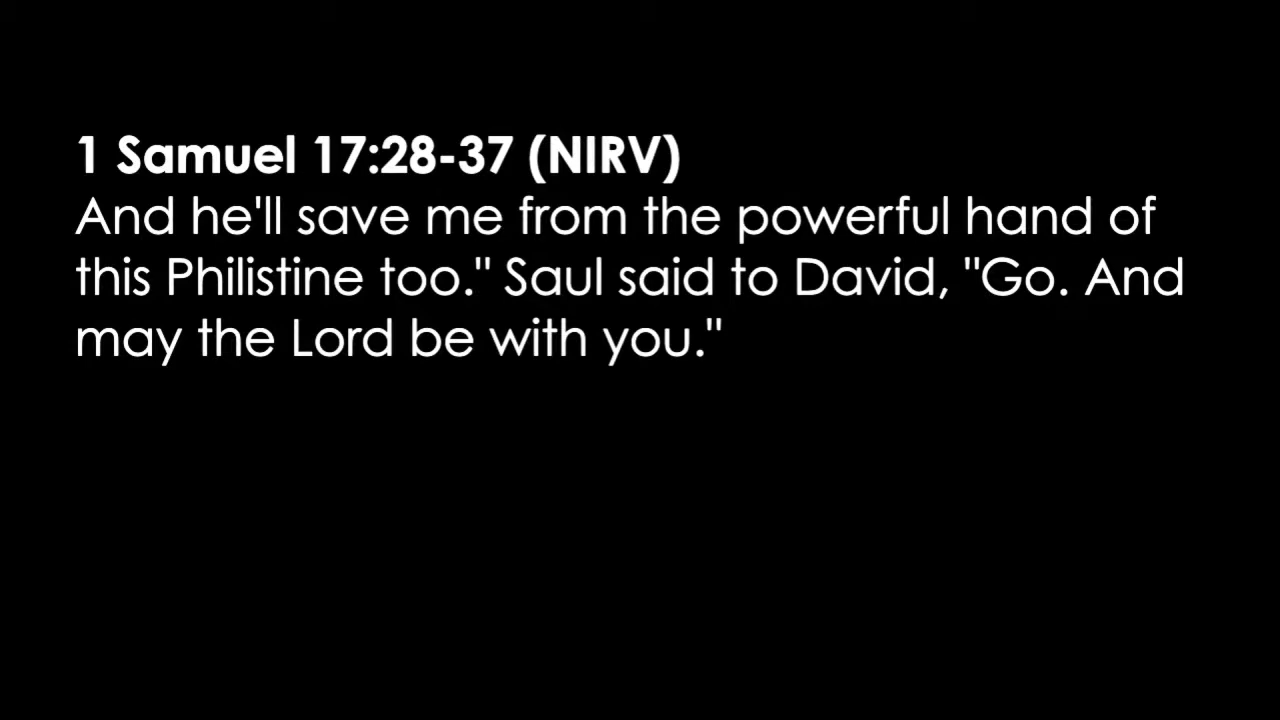 1 Samuel 17:28-37 (NIRV)
And he'll save me from the powerful hand of
this Philistine too." Saul said to David, "Go. And
may the Lord be with you."